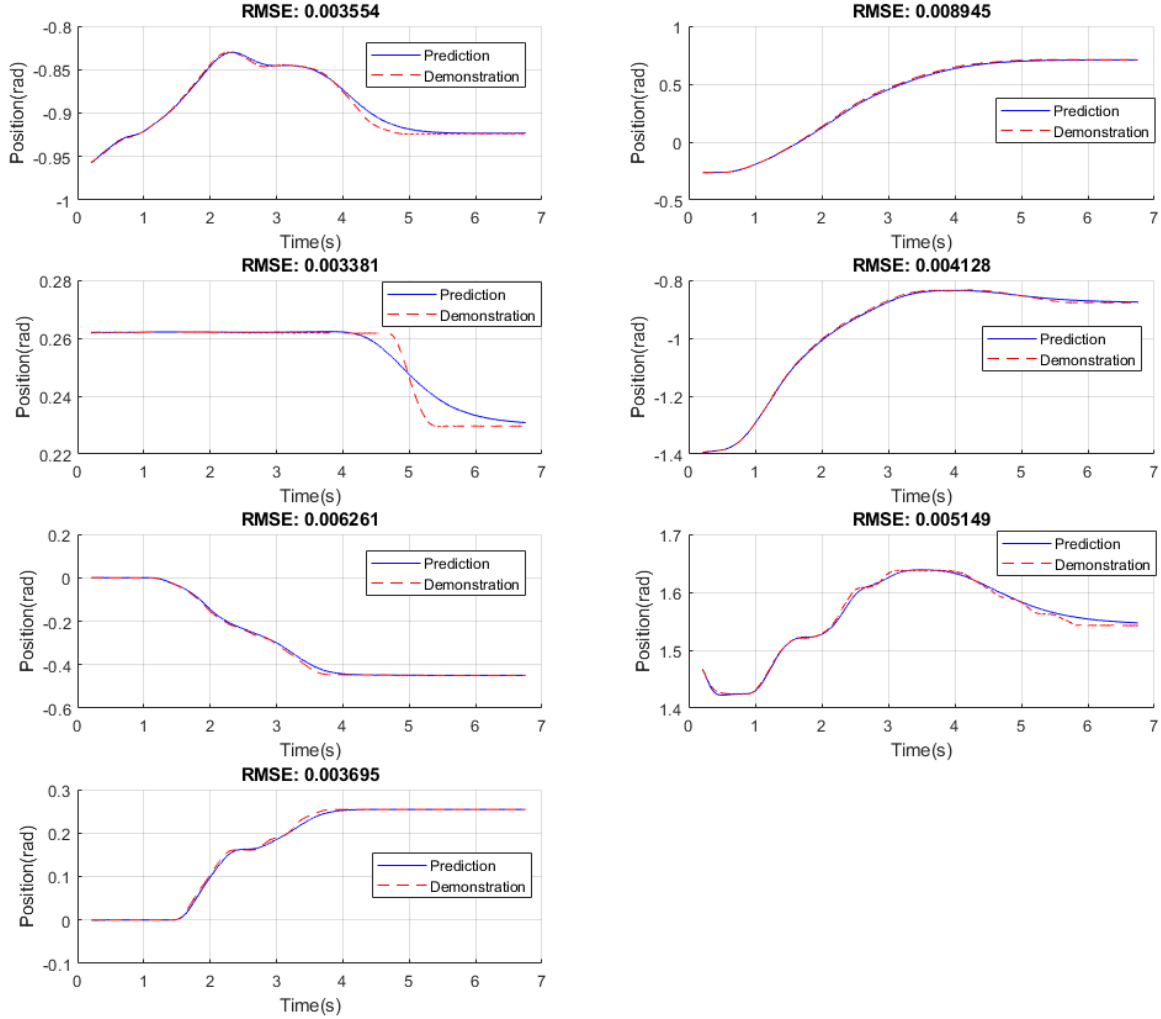 RMSE: 0.003554
Position(rad)
-0.8
-0.85
-0.9
-0.95
-1
Prediction
Demonstration
0 1 2 3 4 5 6 7
Time(s)
RMSE: 0.008945
Position(rad)
1
0.5
0
-0.5
Prediction
Demonstration
0 1 2 3 4 5 6 7
Time(s)
RMSE: 0.003381
Position(rad)
0.28
0.26
0.24
0.22
Prediction
Demonstration
0 1 2 3 4 5 6 7
Time(s)
RMSE: 0.004128
Position(rad)
-0.8
-1
-1.2
-1.4
Prediction
Demonstration
0 1 2 3 4 5 6 7
Time(s)
RMSE: 0.006261
Position(rad)
0.2
0
-0.2
-0.4
-0.6
Prediction
Demonstration
0 1 2 3 4 5 6 7
Time(s)
RMSE: 0.005149
Position(rad)
1.7
1.6
1.5
1.4
Prediction
Demonstration
0 1 2 3 4 5 6 7
Time(s)
RMSE: 0.003695
Position(rad)
0.3
0.2
0.1
0
-0.1
Prediction
Demonstration
0 1 2 3 4 5 6 7
Time(s)